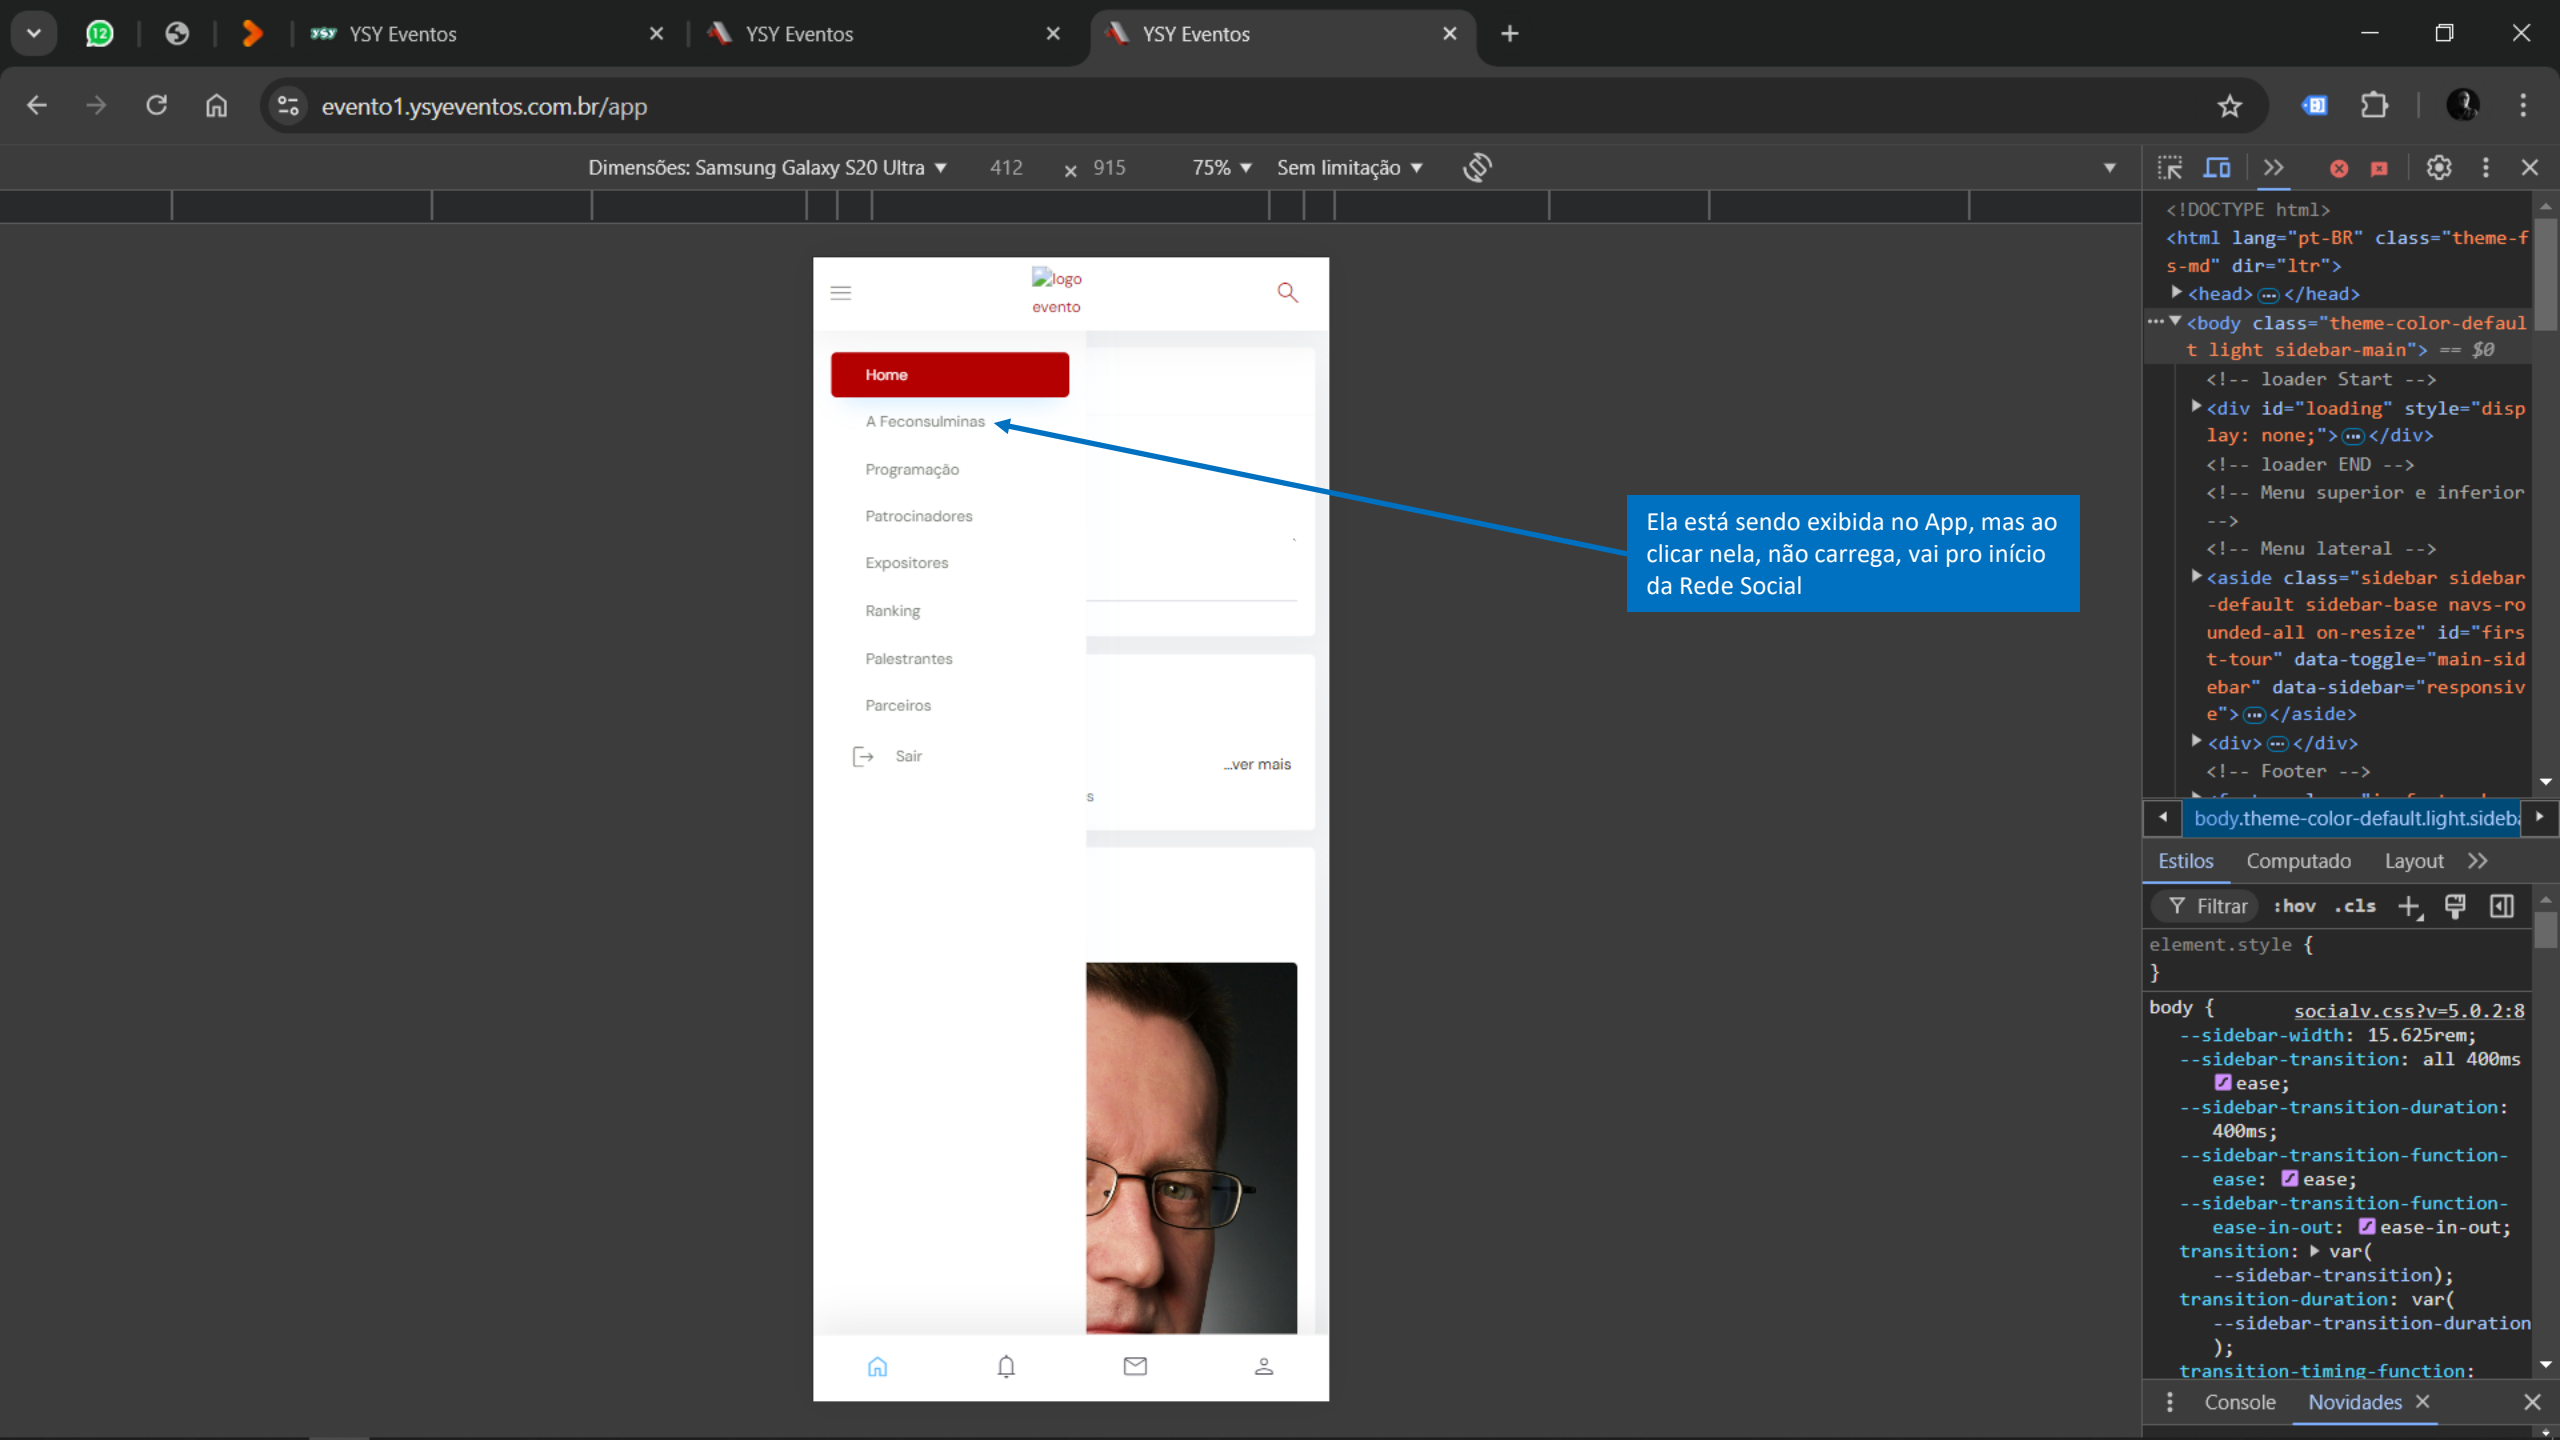 12
YSY YSY Eventos
YSY Eventos
YSY Eventos
evento1.ysyeventos.com.br/app
Dimensões: Samsung Galaxy S20 Ultra ▼ 412 × 915 75% ▼ Sem limitação ▼
logo
evento
Home
A Feconsulminas
Programação
Patrocinadores
Expositores
Ranking
Palestrantes
Parceiros
Sair
...ver mais
s
Ela está sendo exibida no App, mas ao
clicar nela, não carrega, vai pro início
da Rede Social
<!DOCTYPE html>
<html lang="pt-BR" class="theme-f
s-md" dir="ltr">
<head>…</head>
<body class="theme-color-defaul
t light sidebar-main"> == $0
<!-- loader Start -->
<div id="loading" style="disp
lay: none;">…</div>
<!-- loader END -->
<!-- Menu superior e inferior
-->
<!-- Menu lateral -->
<aside class="sidebar sidebar
-default sidebar-base navs-ro
unded-all on-resize" id="firs
t-tour" data-toggle="main-sid
ebar" data-sidebar="responsiv
e">…</aside>
<div>…</div>
<!-- Footer -->
body.theme-color-default.light.sideba
Estilos Computado Layout
Filtrar :hov .cls
element.style {
}
body { socialv.css?v=5.0.2:8
--sidebar-width: 15.625rem;
--sidebar-transition: all 400ms
ease;
--sidebar-transition-duration:
400ms;
--sidebar-transition-function-
ease: ease;
--sidebar-transition-function-
ease-in-out: ease-in-out;
transition: ▶ var(
--sidebar-transition);
transition-duration: var(
--sidebar-transition-duration
);
transition-timing-function:
Console Novidades